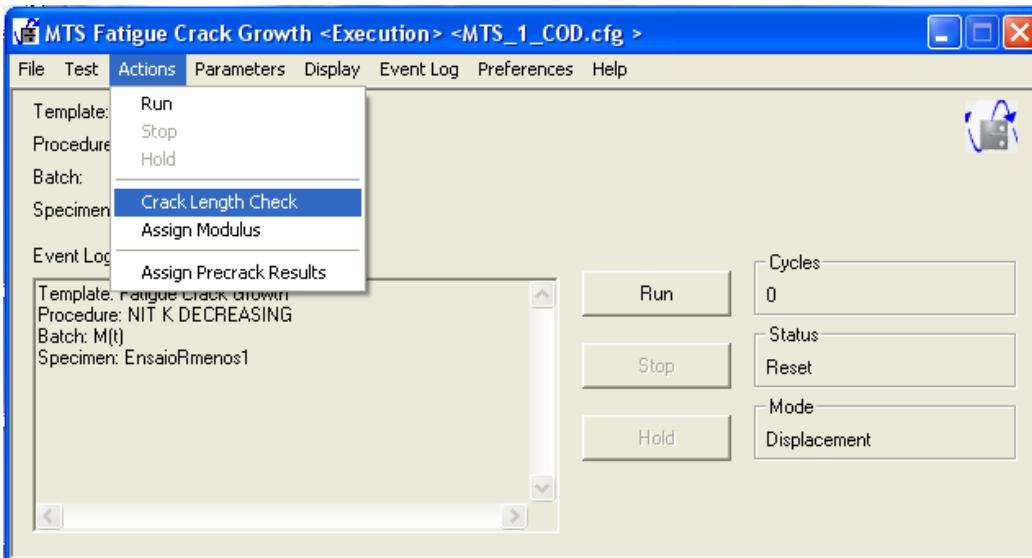 MTS Fatigue Crack Growth <Execution> <MTS_1_COD.cfg >
File Test Actions Parameters Display Event Log Preferences Help
Template:
Procedure
Batch:
Specimen
Event Log
Run
Stop
Hold
Crack Length Check
Assign Modulus
Assign Precrack Results
Template: Fatigue Crack Growth
Procedure: NIT K DECREASING
Batch: M(t)
Specimen: EnsaioRmenos1
Run
Stop
Hold
Cycles
0
Status
Reset
Mode
Displacement